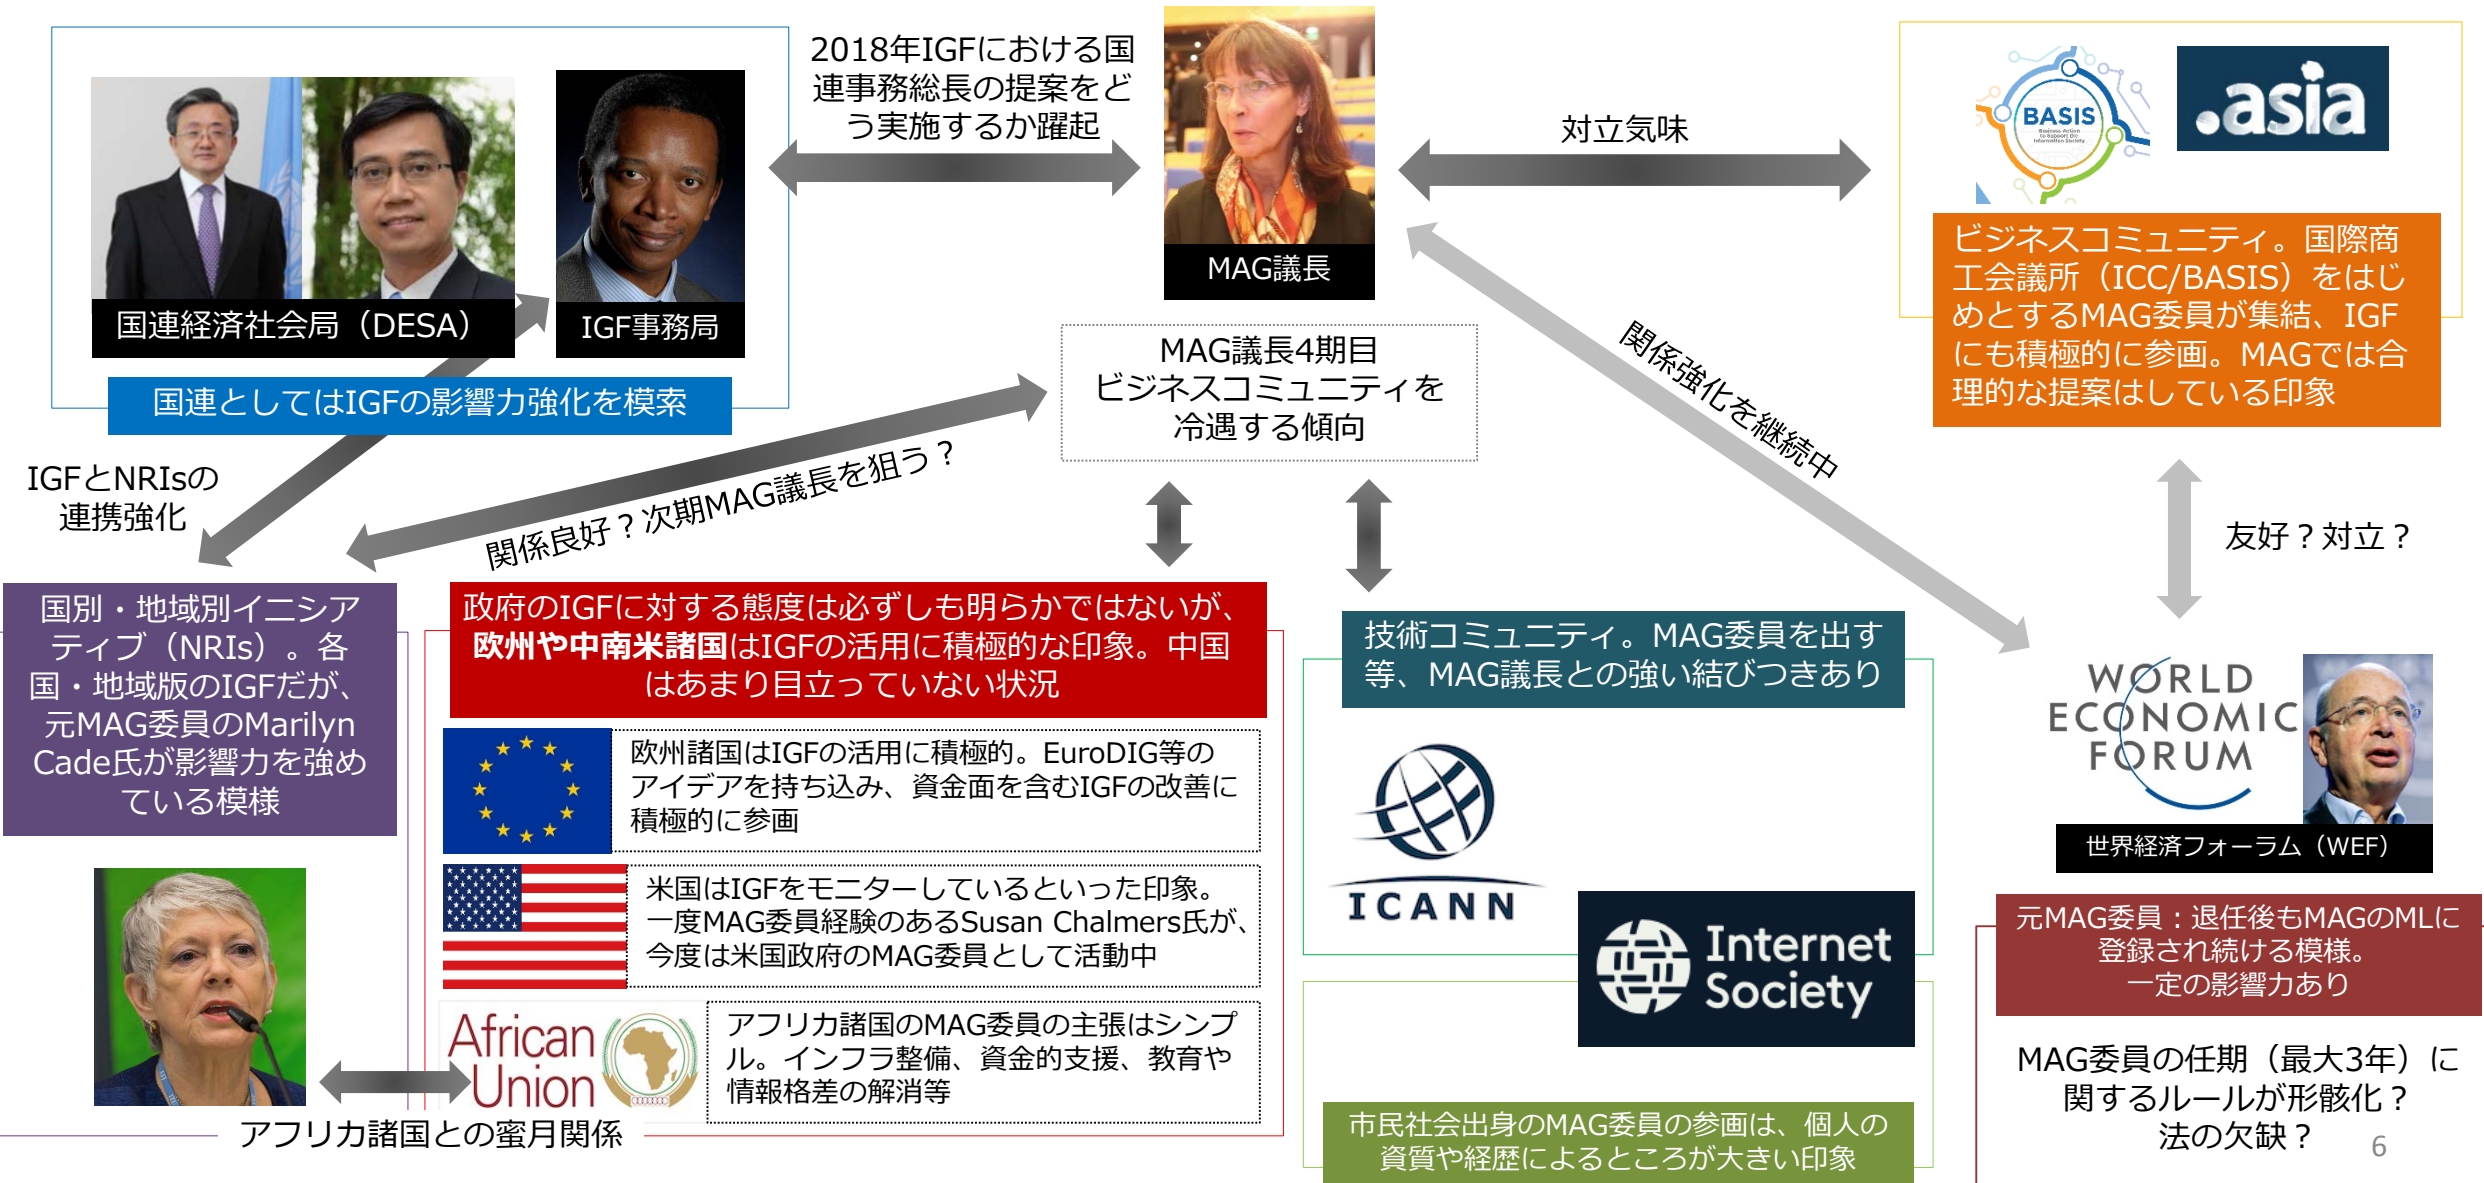 2018年IGFにおける国
連事務総長の提案をど
う実施するか躍起
国連経済社会局（DESA）
IGF事務局
国連としてはIGFの影響力強化を模索
MAG議長
対立気味
BASIS
Business Action
to Support the
Information Society
.asia
ビジネスコミュニティ。国際商
工会議所（ICC/BASIS）をはじ
めとするMAG委員が集結、IGF
にも積極的に参画。MAGでは合
理的な提案はしている印象
MAG議長4期目
ビジネスコミュニティを
冷遇する傾向
関係強化を継続中
IGFとNRIsの
連携強化
関係良好？次期MAG議長を狙う？
友好？対立？
国別・地域別イニシア
ティブ（NRIs）。各
国・地域版のIGFだが、
元MAG委員のMarilyn
Cade氏が影響力を強め
ている模様
政府のIGFに対する態度は必ずしも明らかではないが、
欧州や中南米諸国はIGFの活用に積極的な印象。中国
はあまり目立っていない状況
欧州諸国はIGFの活用に積極的。EuroDIG等の
アイデアを持ち込み、資金面を含むIGFの改善に
積極的に参画
米国はIGFをモニターしているといった印象。
一度MAG委員経験のあるSusan Chalmers氏が、
今度は米国政府のMAG委員として活動中
African
Union
アフリカ諸国のMAG委員の主張はシンプ
ル。インフラ整備、資金的支援、教育や
情報格差の解消等
アフリカ諸国との蜜月関係
技術コミュニティ。MAG委員を出す
等、MAG議長との強い結びつきあり
ICANN
Internet
Society
市民社会出身のMAG委員の参画は、個人の
資質や経歴によるところが大きい印象
WORLD
ECONOMIC
FORUM
世界経済フォーラム（WEF）
元MAG委員：退任後もMAGのMLに
登録され続ける模様。
一定の影響力あり
MAG委員の任期（最大3年）に
関するルールが形骸化？
法の欠缺？
6